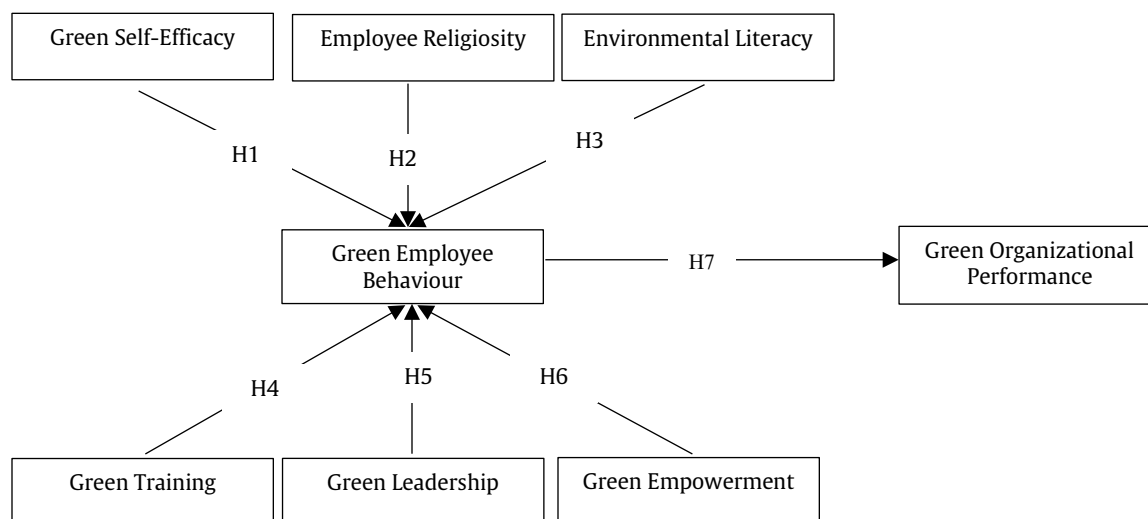 Green Self-Efficacy
Employee Religiosity
Environmental Literacy
H1
H2
H3
Green Employee
Behaviour
H7
Green Organizational
Performance
H4
H5
H6
Green Training
Green Leadership
Green Empowerment